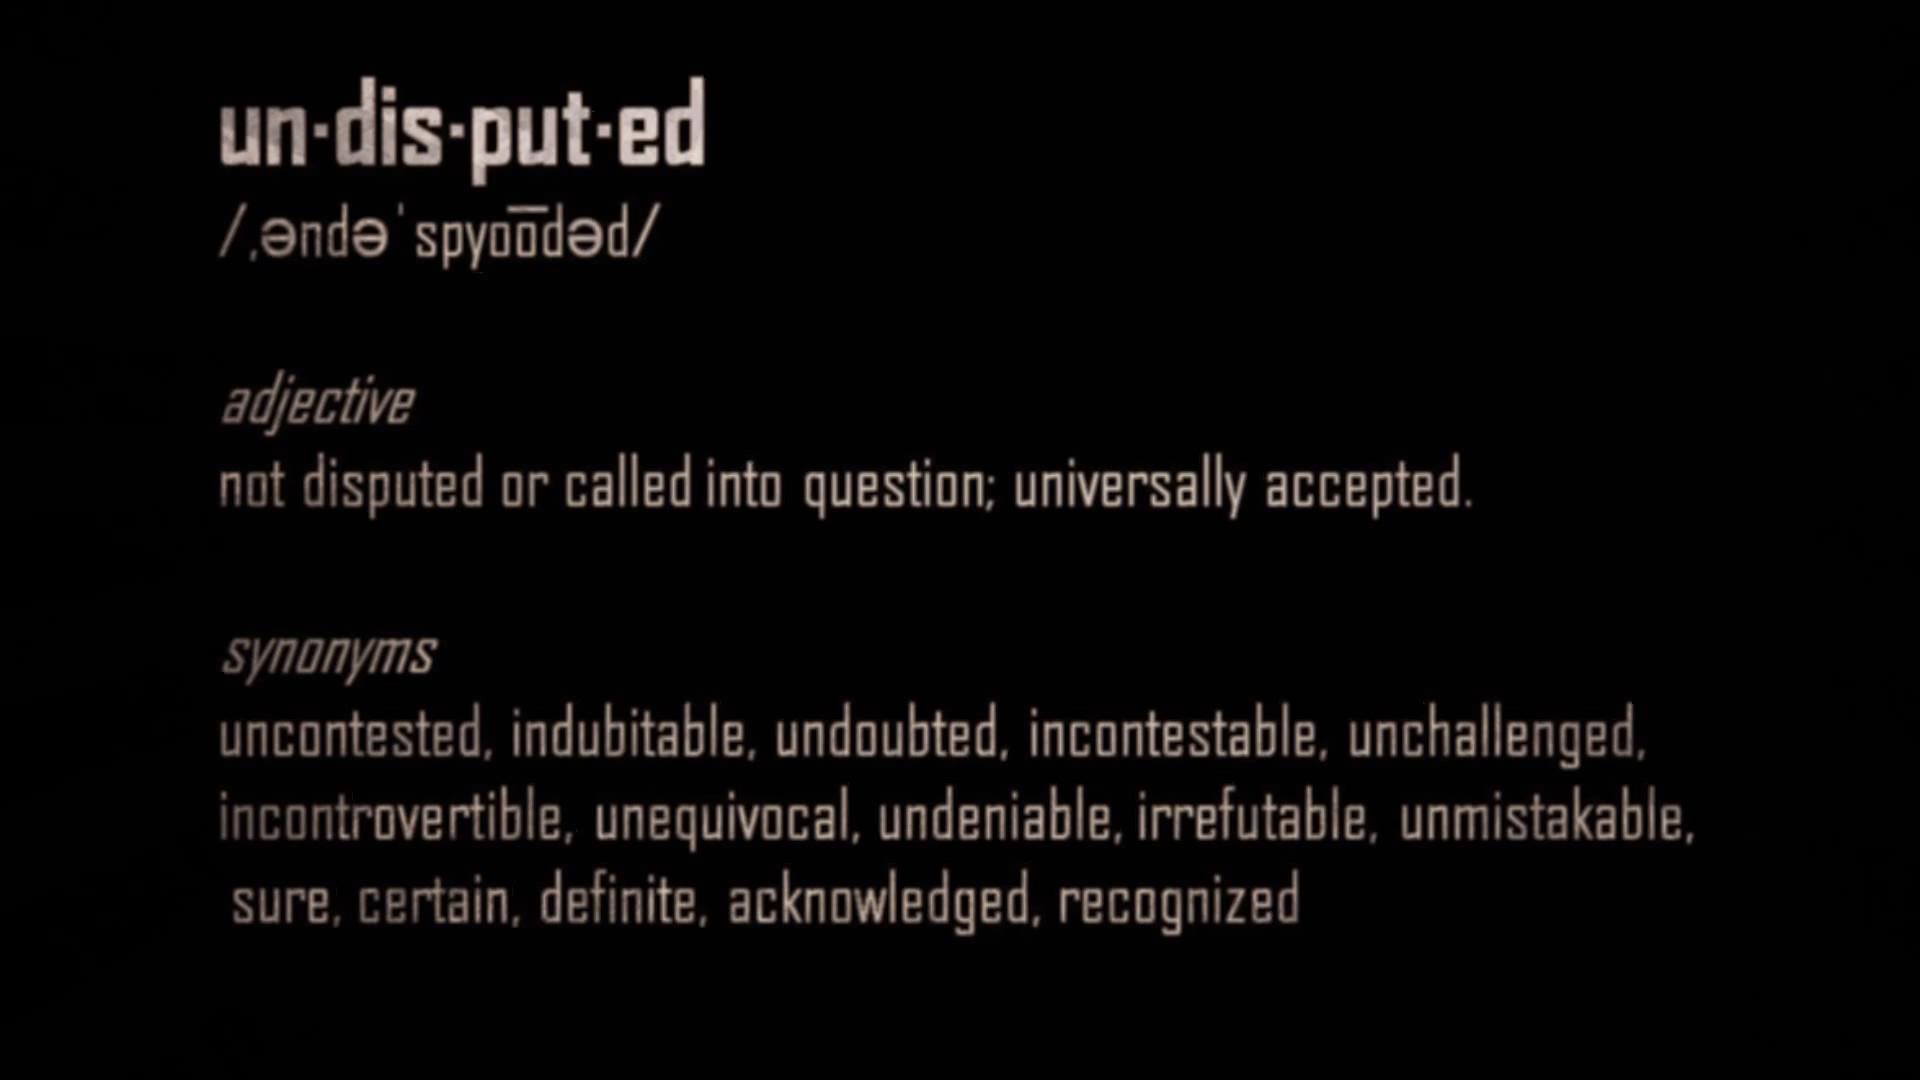 un·dis·put·ed
/ˌəndəˈspyo͞odəd/
adjective
not disputed or called into question; universally accepted.
synonyms
uncontested, indubitable, undoubted, incontestable, unchallenged,
incontrovertible, unequivocal, undeniable, irrefutable, unmistakable,
sure, certain, definite, acknowledged, recognized